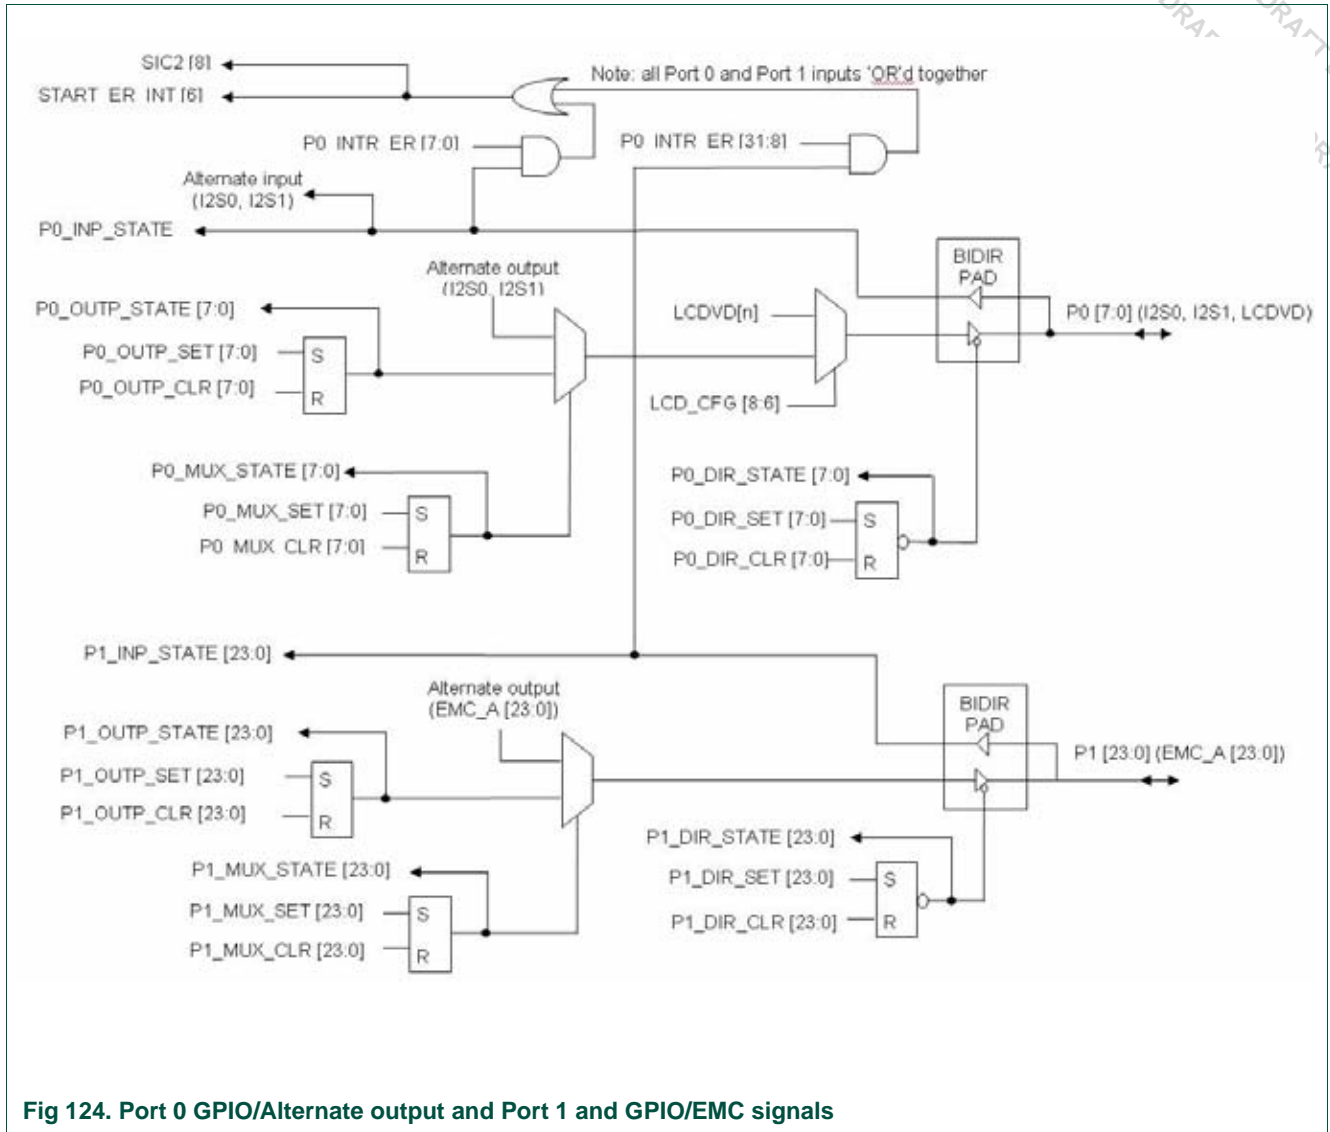 DRAFT
DRAFT
SIC2 [8]
START ER INT [6]
Note: all Port 0 and Port 1 inputs 'OR'd together
P0 INTR ER [7:0]
P0 INTR ER [31:8]
Alternate input
(I2S0, I2S1)
P0_INP_STATE
BIDIR
PAD
Alternate output
(I2S0, I2S1)
P0_OUTP_STATE [7:0]
LCDVD[n]
P0 [7:0] (I2S0, I2S1, LCDVD)
P0_OUTP_SET [7:0]
S
P0_OUTP_CLR [7:0]
R
LCD_CFG [8:6]
P0_MUX_STATE [7:0]
P0_DIR_STATE [7:0]
P0_MUX_SET [7:0]
S
P0_DIR_SET [7:0]
S
P0 MUX CLR [7:0]
R
P0_DIR_CLR [7:0]
R
P1_INP_STATE [23:0]
Alternate output
(EMC_A [23:0])
BIDIR
PAD
P1_OUTP_STATE [23:0]
P1 [23:0] (EMC_A [23:0])
P1_OUTP_SET [23:0]
S
P1_OUTP_CLR [23:0]
R
P1_DIR_STATE [23:0]
P1_MUX_STATE [23:0]
P1_DIR_SET [23:0]
S
P1_MUX_SET [23:0]
S
P1_DIR_CLR [23:0]
R
P1_MUX_CLR [23:0]
R
Fig 124. Port 0 GPIO/Alternate output and Port 1 and GPIO/EMC signals